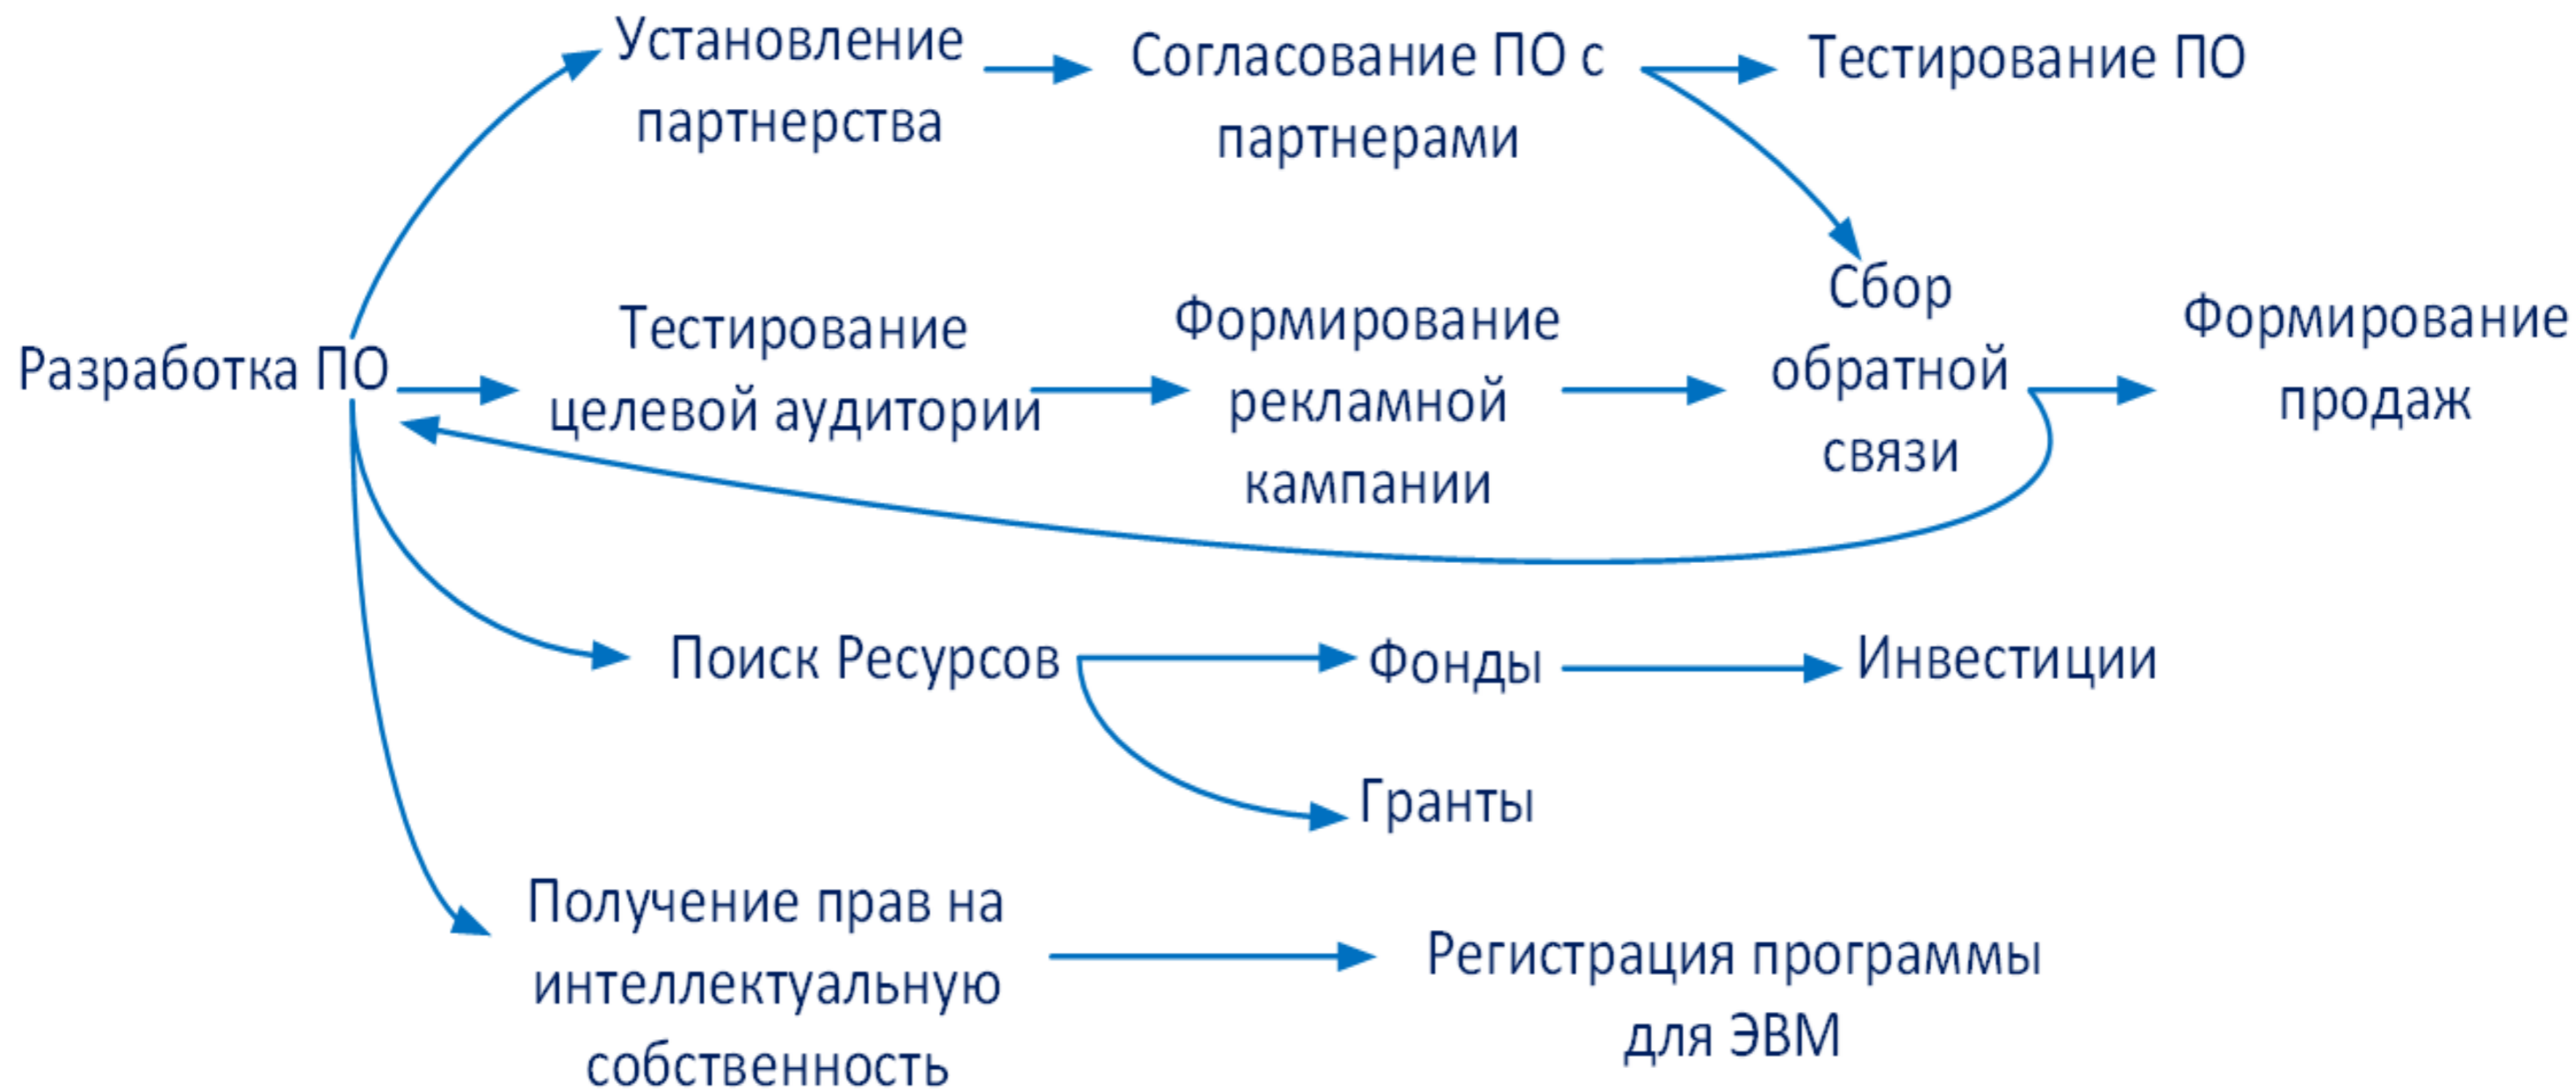 Установление
партнерства
Согласование ПО с
партнерами
Тестирование ПО
Разработка ПО
Тестирование
целевой аудитории
Формирование
рекламной
кампании
Сбор
обратной
связи
Формирование
продаж
Поиск Ресурсов
Фонды
Инвестиции
Гранты
Получение прав на
интеллектуальную
собственность
Регистрация программы
для ЭВМ